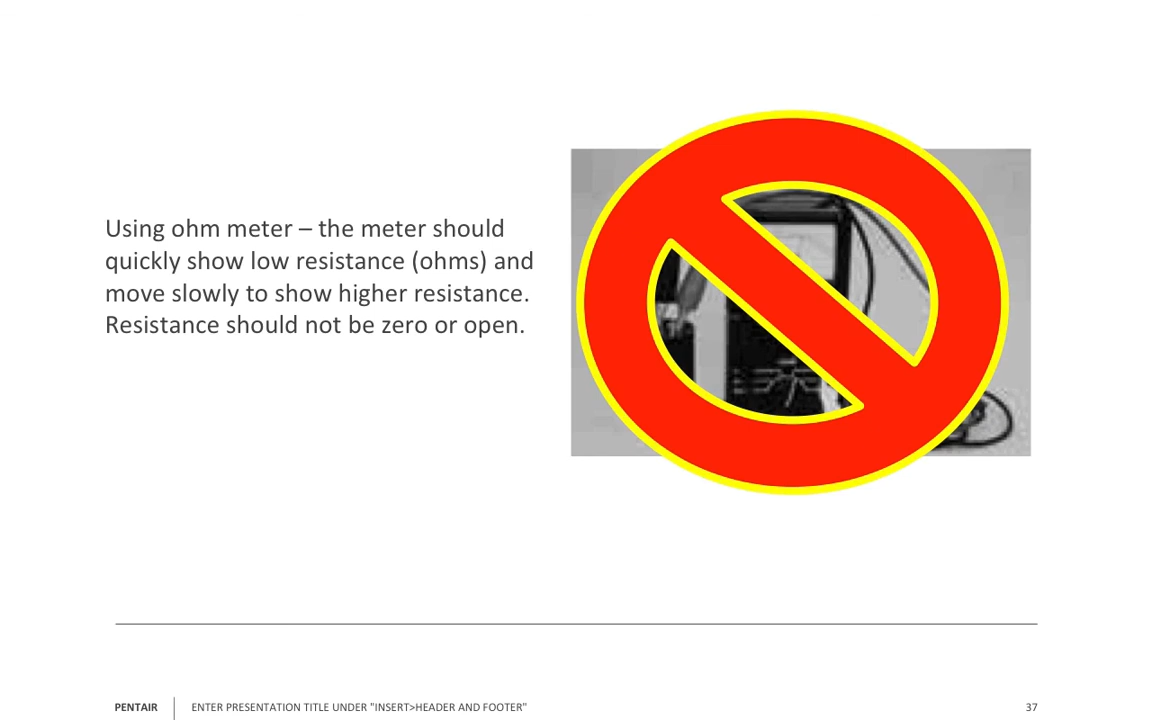 Using ohm meter – the meter should
quickly show low resistance (ohms) and
move slowly to show higher resistance.
Resistance should not be zero or open.
PENTAIR
ENTER PRESENTATION TITLE UNDER "INSERT>HEADER AND FOOTER"
37